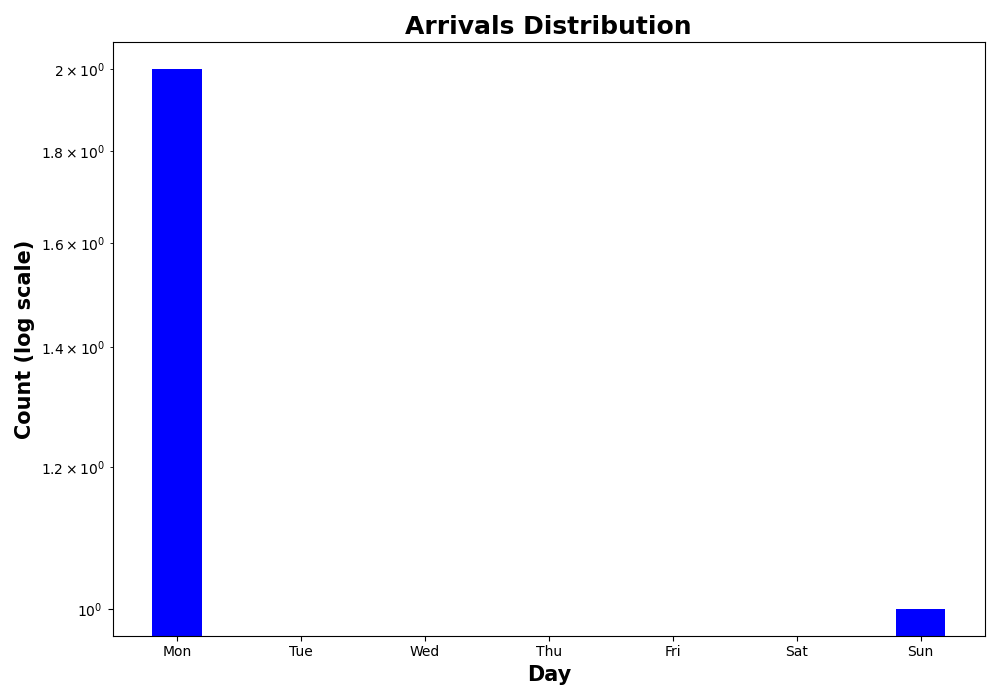 Arrivals Distribution
Count (log scale)
2 × 10⁰
1.8 × 10⁰
1.6 × 10⁰
1.4 × 10⁰
1.2 × 10⁰
10⁰
Mon Tue Wed Thu Fri Sat Sun
Day